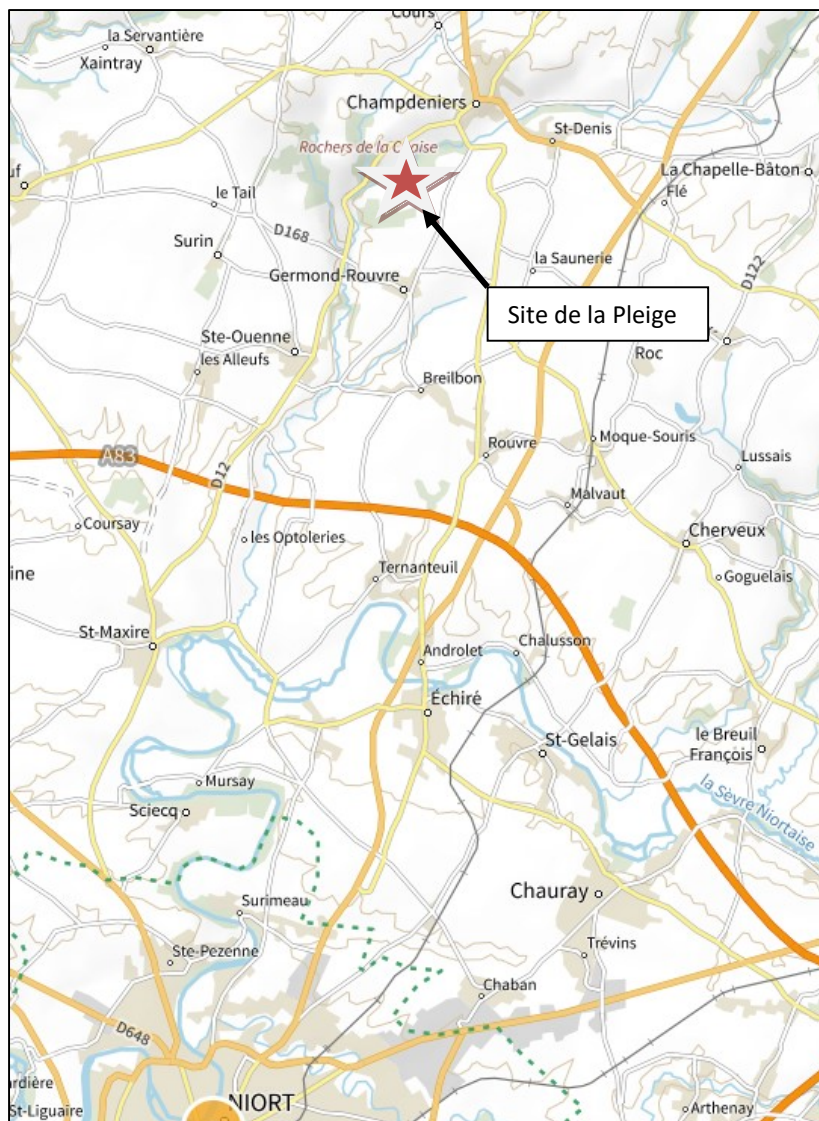 Cours
la Servantière
Xaintray
Champdeniers
St-Denis
Rochers de la C aise
La Chapelle-Bâton
uf
Flé
le Tail
D168
Surin
la Saunerie
D122
Germond-Rouvre
Site de la Pleige
Ste-Ouenne
les Alleufs
Roc
Breilbon
Rouvre
Moque-Souris
A83
Lussais
D12
Malvaut
Coursay
les Optoleries
Cherveux
ine
Ternanteuil
Goguelais
St-Maxire
Androlet
Chalusson
Échiré
St-Gelais
le Breuil
François
Mursay
la Sèvre Niortaise
Sciecq
Chauray
Surimeau
Ste-Pezenne
Trévins
Chaban
D648
ardière
NIORT
St-Liguaire
Arthenay